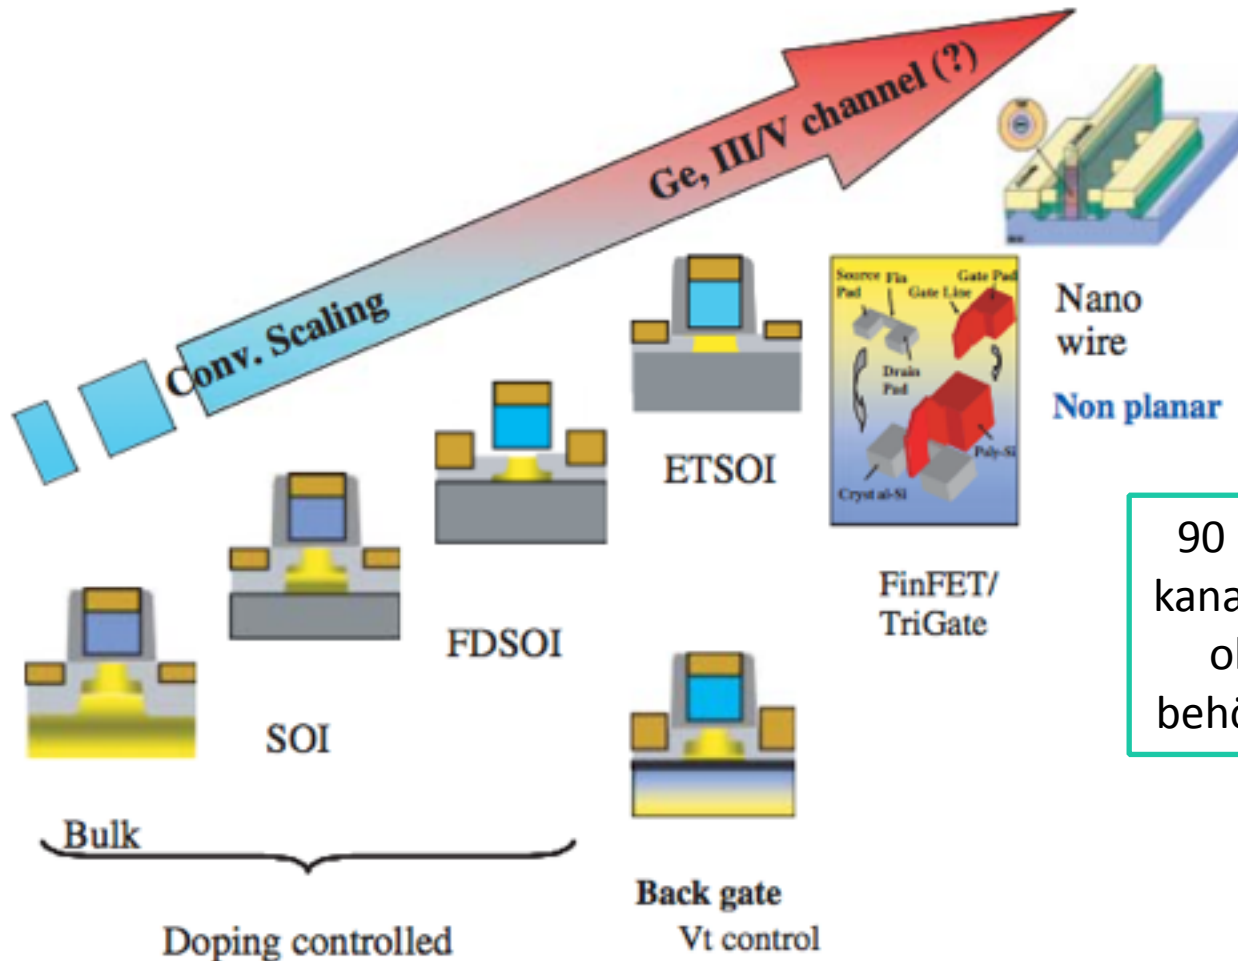 Conv. Scaling
Ge, III/V channel (?)
Nano
wire
Non planar
Source Fin
Pad
Gate Pad
Gate Line
Drain
Pad
Poly-Si
Cryst al-Si
FinFET/
TriGate
ETSOI
FDSOI
SOI
Bulk
Doping controlled
Back gate
Vt control
90
kana
ol
behö